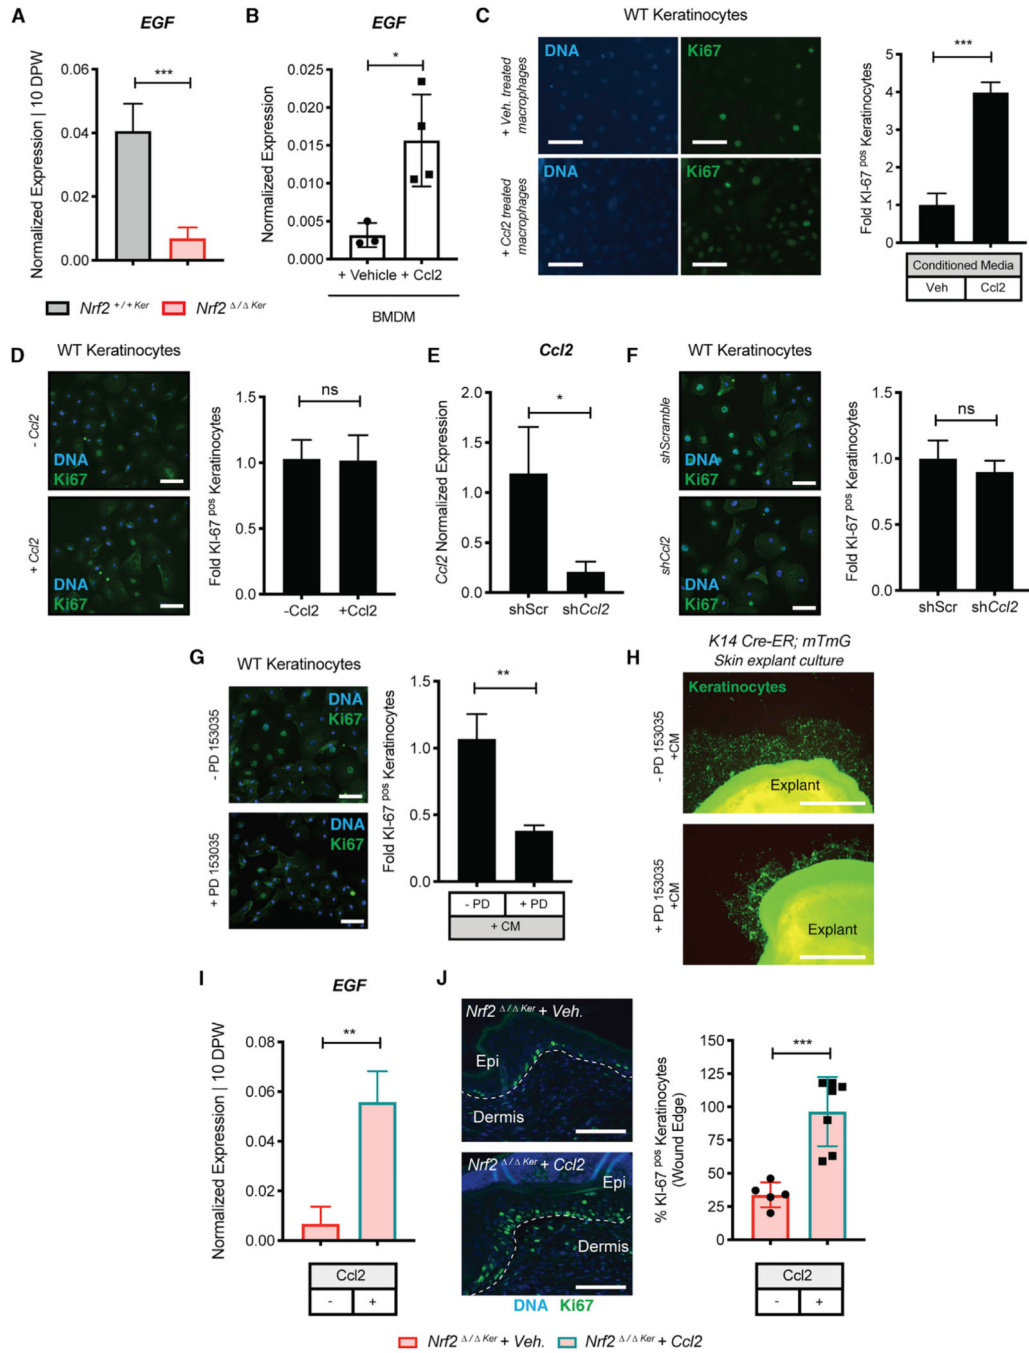 A
EGF
Normalized Expression | 10 DPW
0.06
0.04
0.02
0.00
***
Nrf2 +/+ Ker
Nrf2 Δ/Δ Ker
B
EGF
Normalized Expression
0.025
0.020
0.015
0.010
0.005
0.000
*
+ Vehicle + Ccl2
BMDM
C
WT Keratinocytes
+ Veh. treated
macrophages
DNA
Ki67
+ Ccl2 treated
macrophages
DNA
Ki67
Fold KI-67 pos Keratinocytes
5
4
3
2
1
0
***
Conditioned Media
Veh
Ccl2
D
WT Keratinocytes
- Ccl2
DNA
Ki67
+ Ccl2
DNA
Ki67
Fold KI-67 pos Keratinocytes
1.5
1.0
0.5
0.0
ns
-Ccl2
+Ccl2
E
Ccl2
Ccl2 Normalized Expression
2.0
1.5
1.0
0.5
0.0
*
shScr
shCcl2
F
WT Keratinocytes
shScramble
DNA
Ki67
shCcl2
DNA
Ki67
Fold KI-67 pos Keratinocytes
1.5
1.0
0.5
0.0
ns
shScr
shCcl2
G
WT Keratinocytes
- PD 153035
DNA
Ki67
+ PD 153035
DNA
Ki67
Fold KI-67 pos Keratinocytes
1.5
1.0
0.5
0.0
**
- PD
+ PD
+ CM
H
K14 Cre-ER; mTmG
Skin explant culture
- PD 153035
+CM
Keratinocytes
Explant
+ PD 153035
+CM
Explant
I
EGF
Normalized Expression | 10 DPW
0.08
0.06
0.04
0.02
0.00
**
Ccl2
-
+
J
Nrf2 Δ/Δ Ker + Veh.
Epi
Dermis
Nrf2 Δ/Δ Ker + Ccl2
Epi
Dermis
DNA Ki67
% KI-67 pos Keratinocytes
(Wound Edge)
150
125
100
75
50
25
0
***
Ccl2
-
+
Nrf2 Δ/Δ Ker + Veh.
Nrf2 Δ/Δ Ker + Ccl2